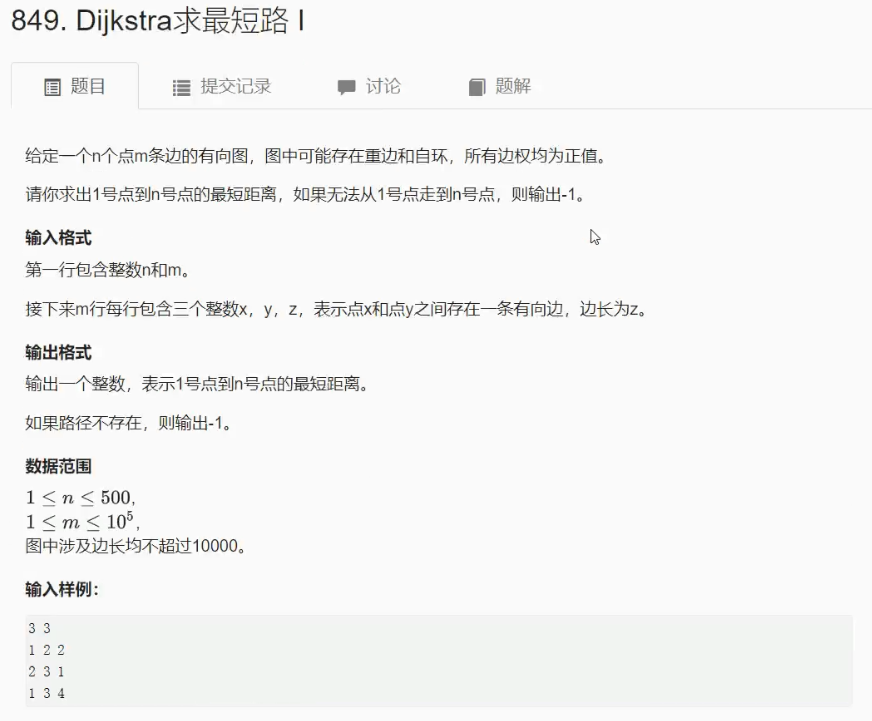 849. Dijkstra求最短路 I
题目 提交记录 讨论 题解
给定一个n个点m条边的有向图，图中可能存在重边和自环，所有边权均为正值。
请你求出1号点到n号点的最短距离，如果无法从1号点走到n号点，则输出-1。
输入格式
第一行包含整数n和m。
接下来m行每行包含三个整数x，y，z，表示点x和点y之间存在一条有向边，边长为z。
输出格式
输出一个整数，表示1号点到n号点的最短距离。
如果路径不存在，则输出-1。
数据范围
1 ≤ n ≤ 500,
1 ≤ m ≤ 10⁵,
图中涉及边长均不超过10000。
输入样例：
3 3
1 2 2
2 3 1
1 3 4